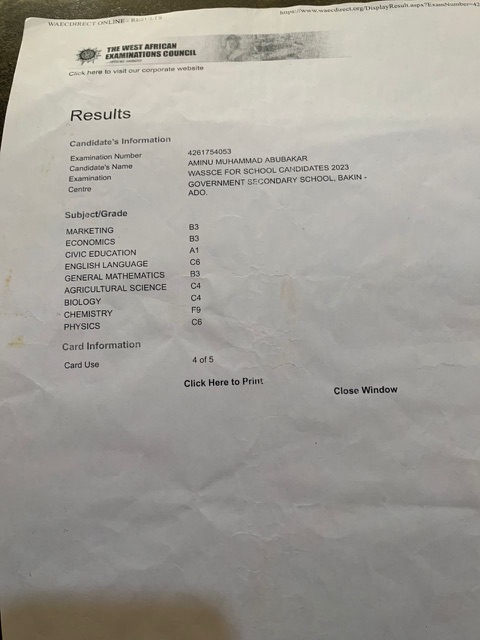 WAECDIRECT ONLINE - RESULTS
https://www.waecdirect.org/DisplayResult.aspx?ExamNumber=42
THE WEST AFRICAN
EXAMINATIONS COUNCIL
Click here to visit our corporate website
Results
Candidate's Information
Examination Number 4261754053
Candidate's Name AMINU MUHAMMAD ABUBAKAR
Examination WASSCE FOR SCHOOL CANDIDATES 2023
Centre GOVERNMENT SECONDARY SCHOOL, BAKIN -
ADO.
Subject/Grade
MARKETING B3
ECONOMICS B3
CIVIC EDUCATION A1
ENGLISH LANGUAGE C6
GENERAL MATHEMATICS B3
AGRICULTURAL SCIENCE C4
BIOLOGY C4
CHEMISTRY F9
PHYSICS C6
Card Information
Card Use 4 of 5
Click Here to Print
Close Window